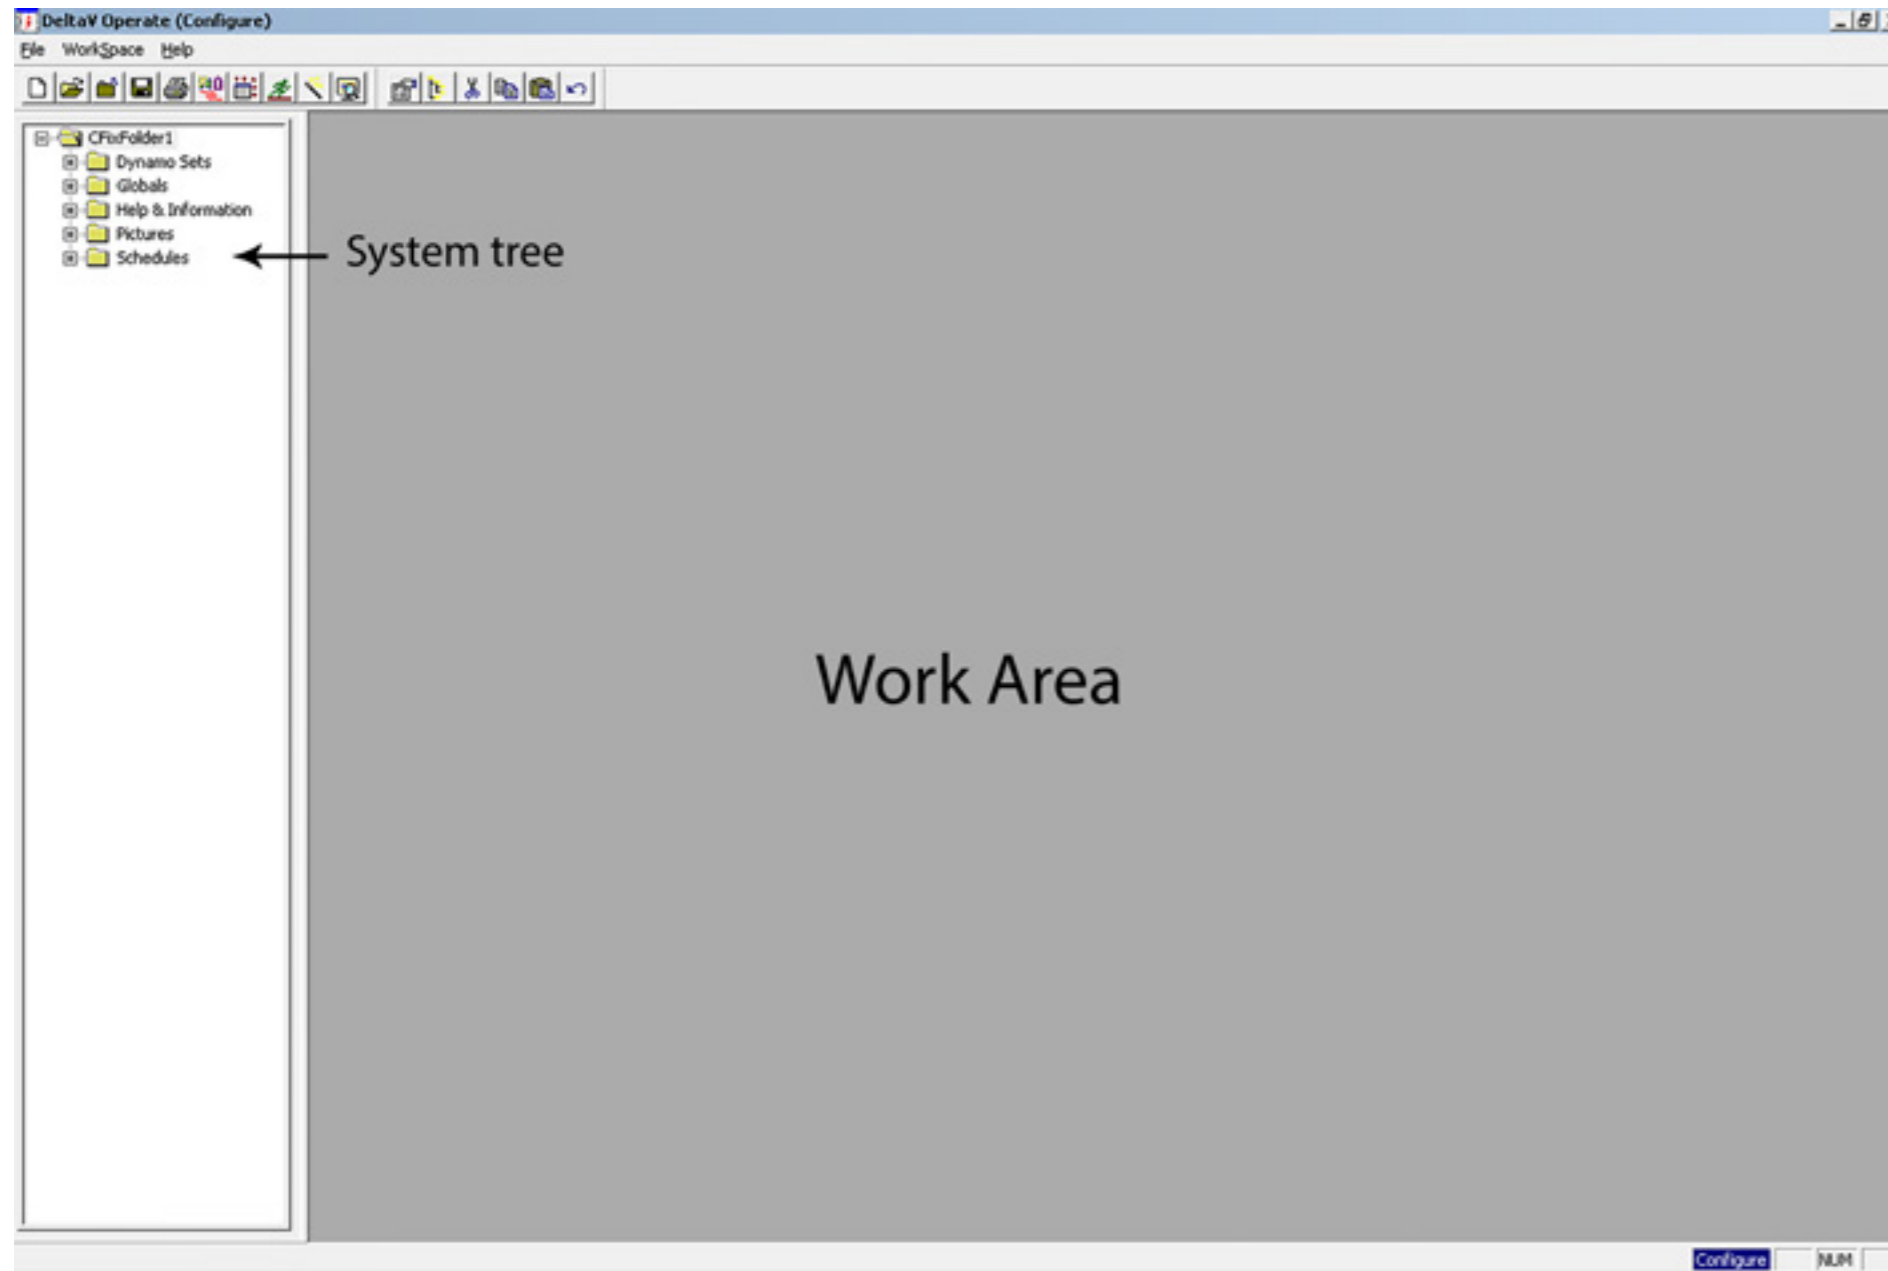 DeltaV Operate (Configure)
File WorkSpace Help
CFixFolder1
Dynamo Sets
Globals
Help & Information
Pictures
Schedules
System tree
Work Area
Configure NUM